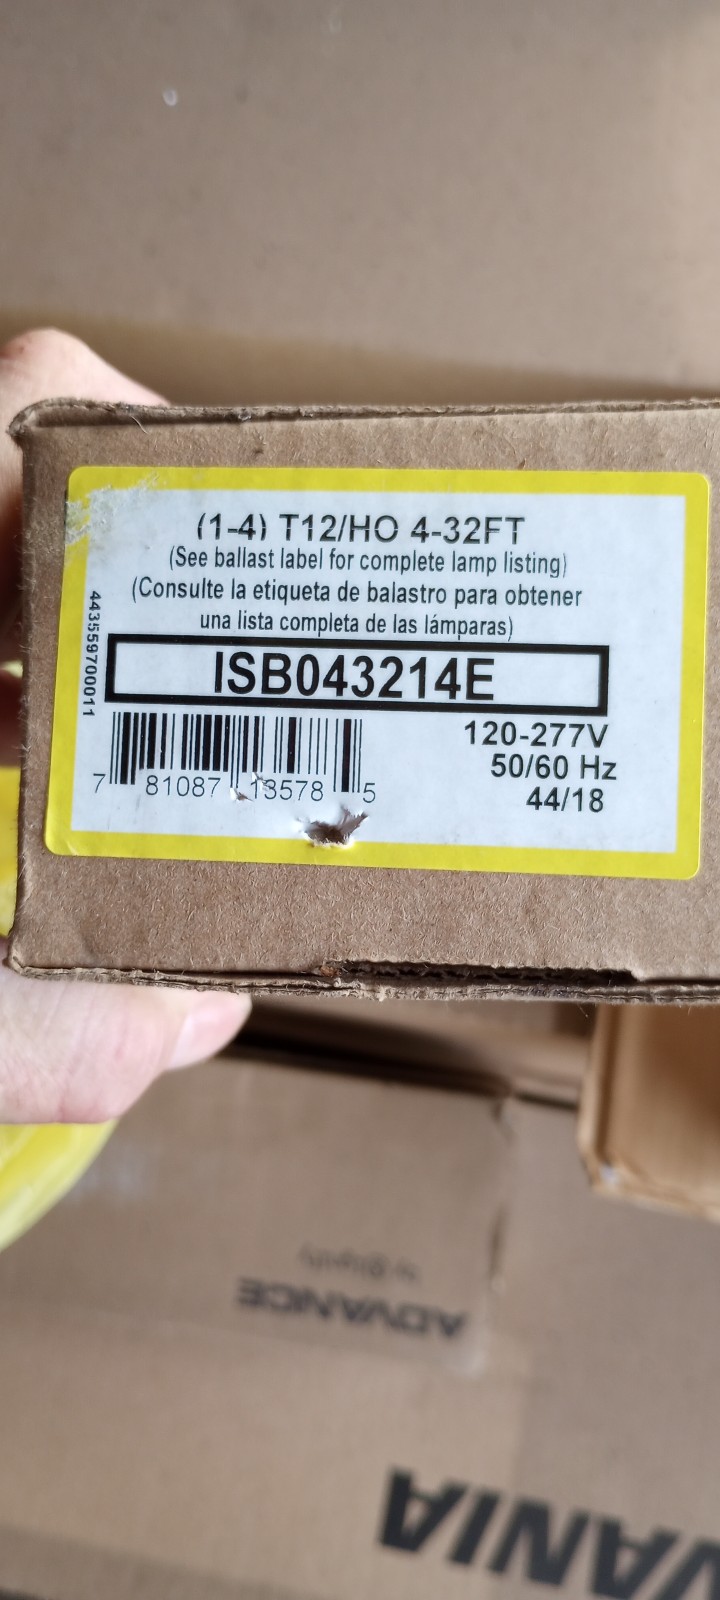 (1-4) T12/HO 4-32FT
(See ballast label for complete lamp listing)
(Consulte la etiqueta de balastro para obtener
una lista completa de las lámparas)
443559700011
ISB043214E
7 81087 13578 5
120-277V
50/60 Hz
44/18
ADVANCE
VANIA